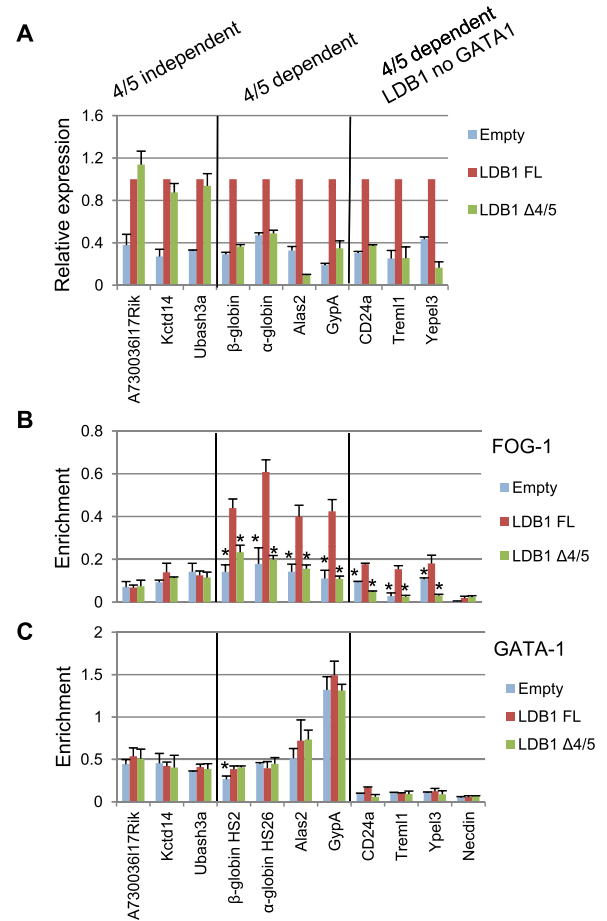 A
4/5 independent
4/5 dependent
4/5 dependent
LDB1 no GATA1
Relative expression
1.6
1.2
0.8
0.4
0
Empty
LDB1 FL
LDB1 Δ4/5
A730036I17Rik
Kctd14
Ubash3a
β-globin
α-globin
Alas2
GypA
CD24a
Treml1
Yepel3
B
FOG-1
Enrichment
0.8
0.6
0.4
0.2
0
* * * * * * * * * * * * * *
Empty
LDB1 FL
LDB1 Δ4/5
C
GATA-1
Enrichment
2
1.5
1
0.5
0
*
Empty
LDB1 FL
LDB1 Δ4/5
A730036I17Rik
Kctd14
Ubash3a
β-globin HS2
α-globin HS26
Alas2
GypA
CD24a
Treml1
Ypel3
Necdin